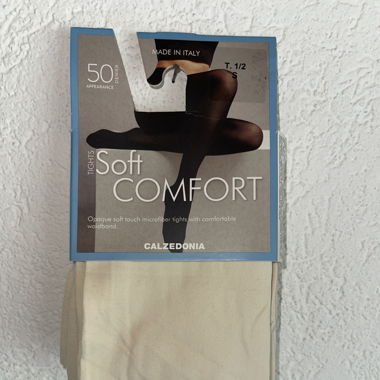 MADE IN ITALY
50 DENIER
APPEARANCE
T. 1/2
S
TIGHTS
Soft
COMFORT
Opaque soft touch microfiber tights with comfortable
waistband.
CALZEDONIA